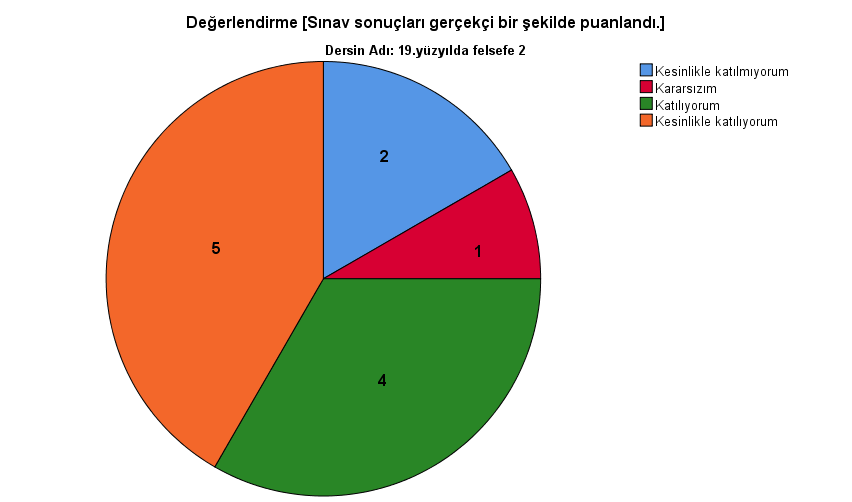 Değerlendirme [Sınav sonuçları gerçekçi bir şekilde puanlandı.]
Dersin Adı: 19.yüzyılda felsefe 2
Kesinlikle katılmıyorum
Kararsızım
Katılıyorum
Kesinlikle katılıyorum
2
1
5
4